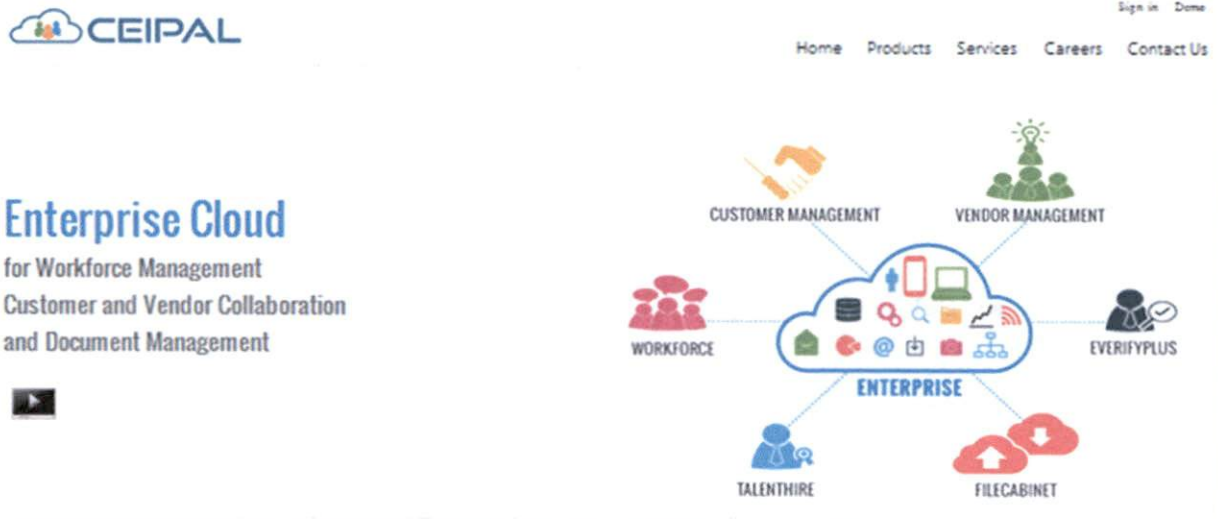 CEIPAL
Sign in Demo
Home Products Services Careers Contact Us
Enterprise Cloud
for Workforce Management
Customer and Vendor Collaboration
and Document Management
CUSTOMER MANAGEMENT
VENDOR MANAGEMENT
WORKFORCE
EVERIFYPLUS
@
ENTERPRISE
TALENTHIRE
FILECABINET